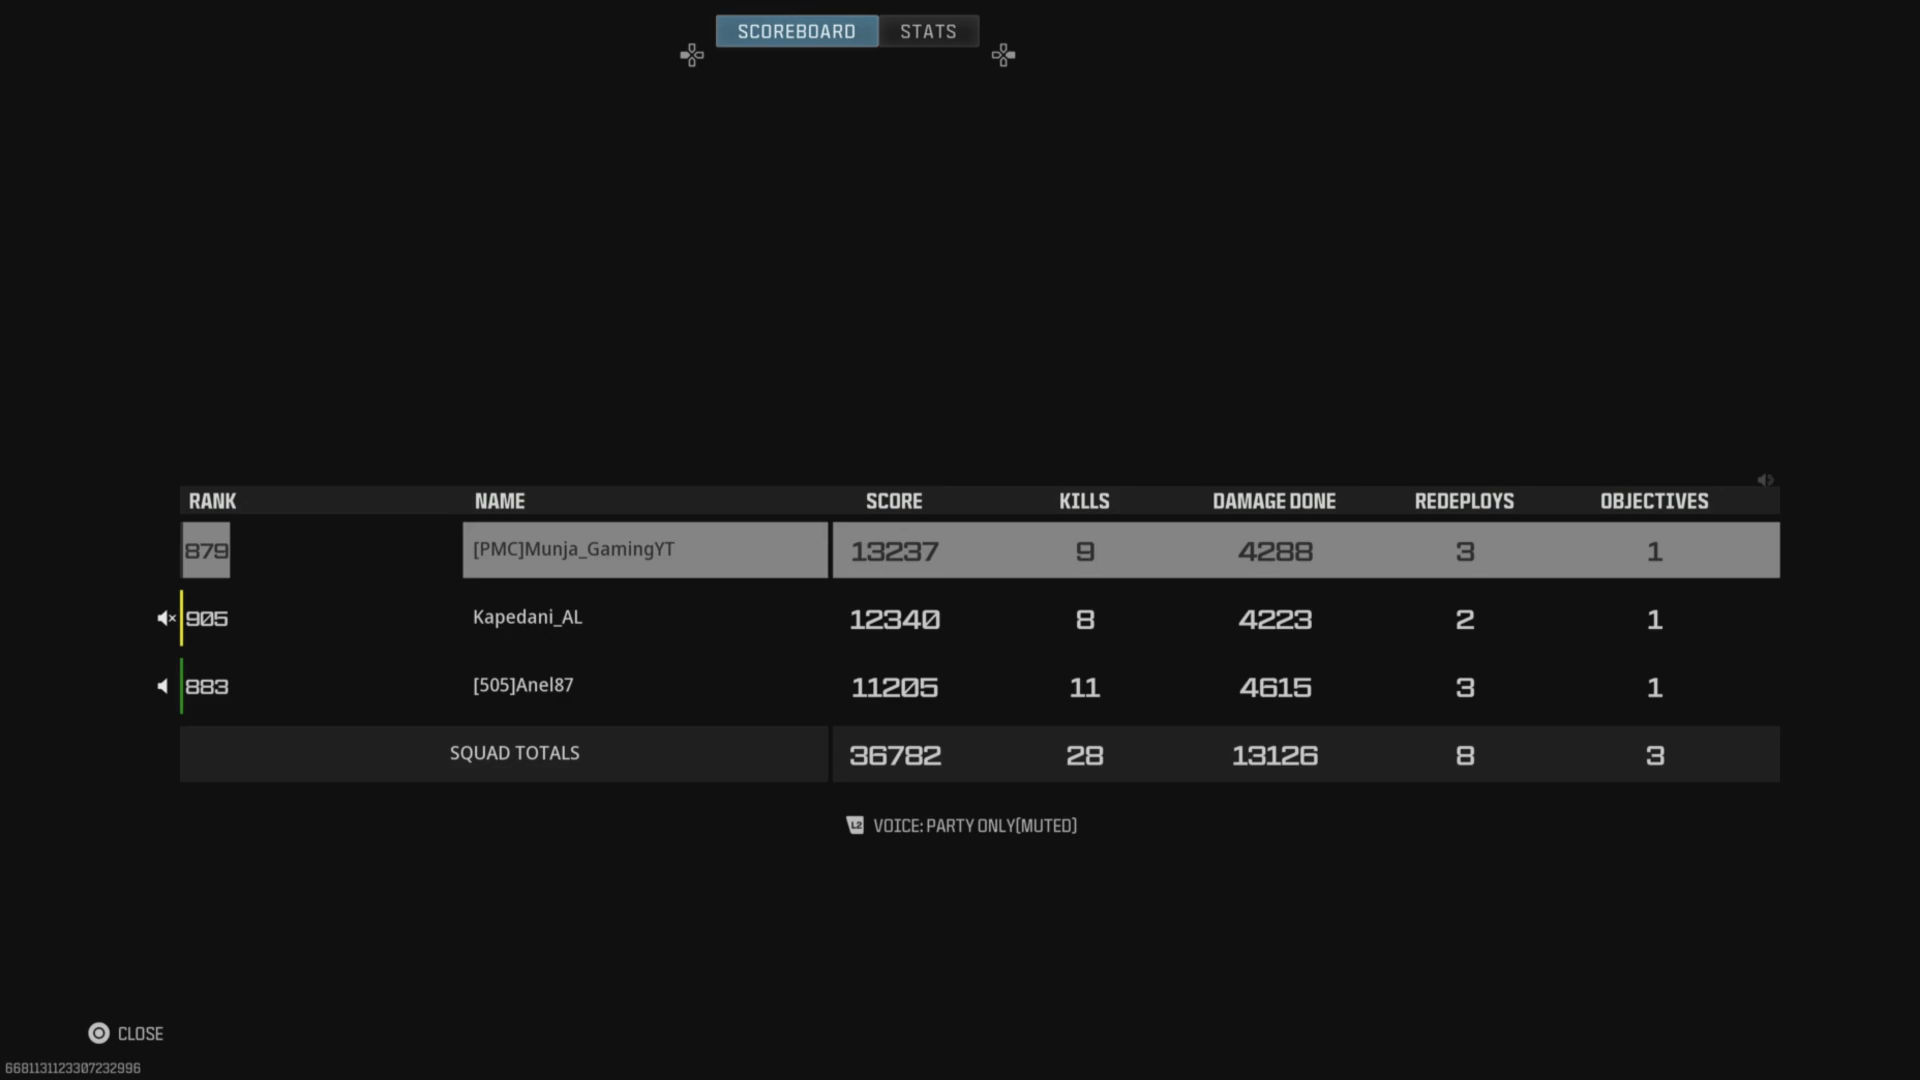 SCOREBOARD STATS
RANK NAME SCORE KILLS DAMAGE DONE REDEPLOYS OBJECTIVES
879 [PMC]Munja_GamingYT 13237 9 4288 3 1
905 Kapedani_AL 12340 8 4223 2 1
883 [505]Anel87 11205 11 4615 3 1
SQUAD TOTALS 36782 28 13126 8 3
L2 VOICE: PARTY ONLY(MUTED)
CLOSE
6681131123307232996